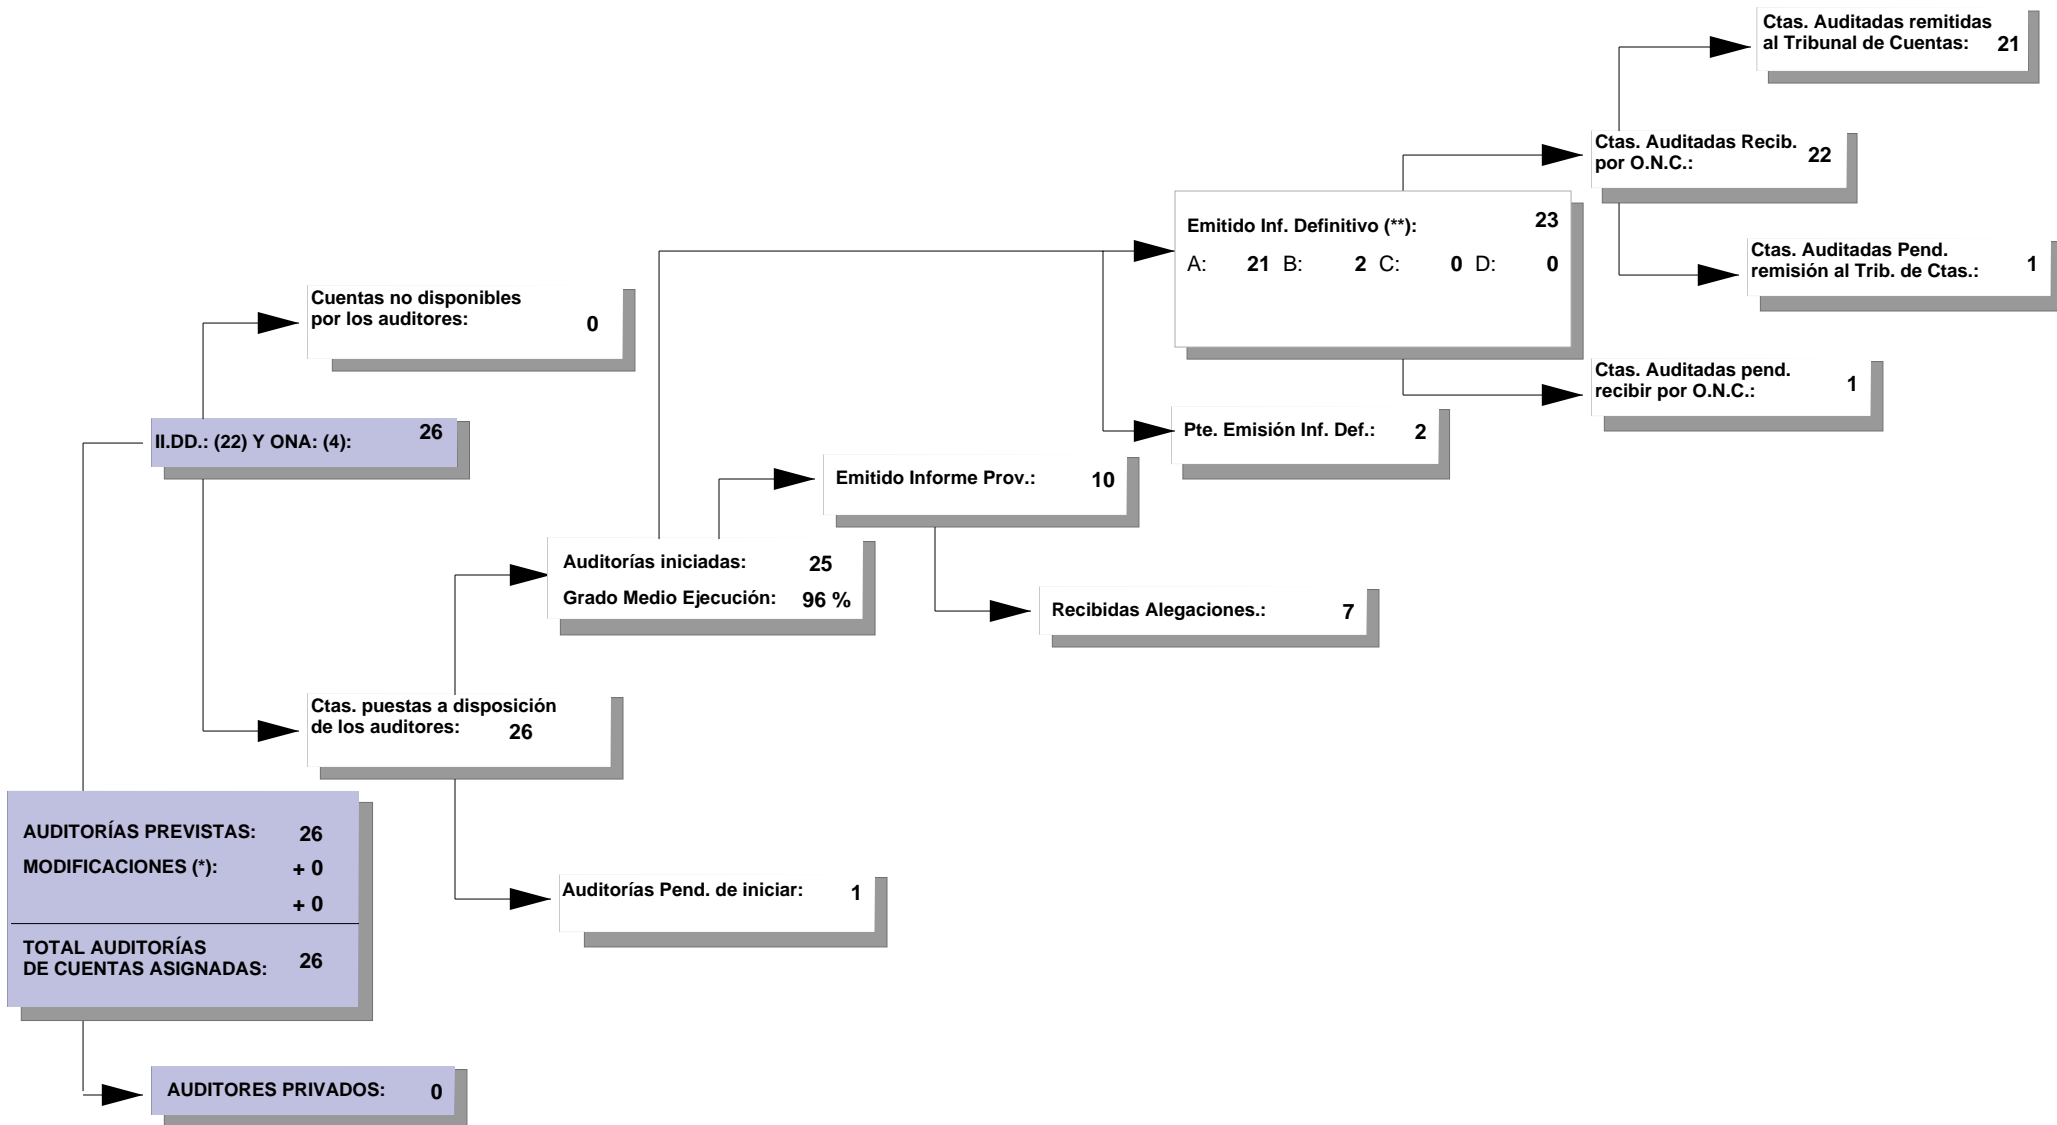 Ctas. Auditadas remitidas
al Tribunal de Cuentas: 21
Ctas. Auditadas Recib.
por O.N.C.: 22
Emitido Inf. Definitivo (**): 23
A: 21 B: 2 C: 0 D: 0
Ctas. Auditadas Pend.
remisión al Trib. de Ctas.: 1
Cuentas no disponibles
por los auditores: 0
Ctas. Auditadas pend.
recibir por O.N.C.: 1
II.DD.: (22) Y ONA: (4): 26
Pte. Emisión Inf. Def.: 2
Emitido Informe Prov.: 10
Auditorías iniciadas: 25
Grado Medio Ejecución: 96 %
Recibidas Alegaciones.: 7
Ctas. puestas a disposición
de los auditores: 26
AUDITORÍAS PREVISTAS: 26
MODIFICACIONES (*): + 0
+ 0
TOTAL AUDITORÍAS
DE CUENTAS ASIGNADAS: 26
Auditorías Pend. de iniciar: 1
AUDITORES PRIVADOS: 0